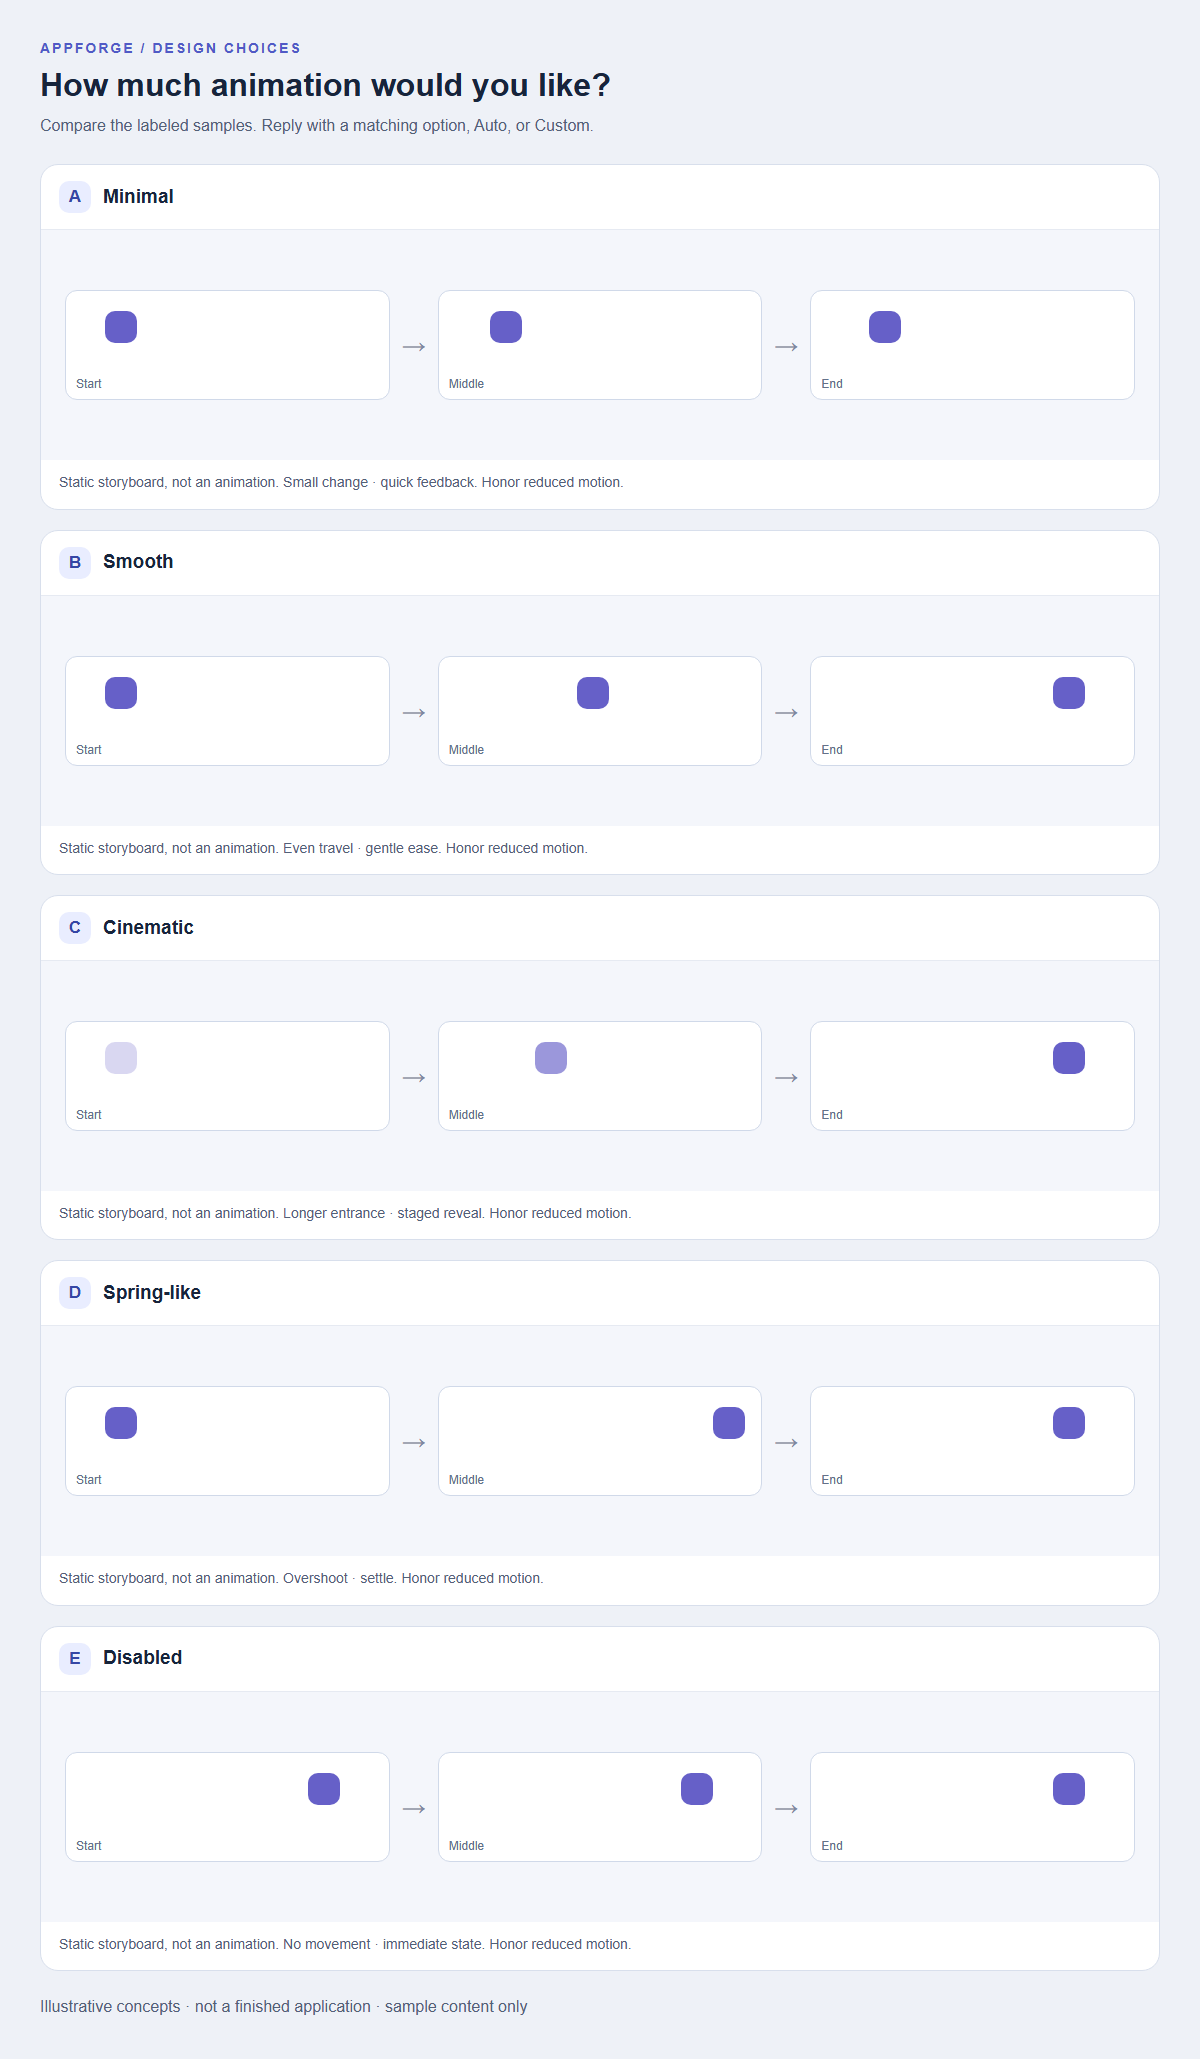 APPFORGE / DESIGN CHOICES
How much animation would you like?
Compare the labeled samples. Reply with a matching option, Auto, or Custom.
A Minimal
Start → Middle → End
Static storyboard, not an animation. Small change · quick feedback. Honor reduced motion.
B Smooth
Start → Middle → End
Static storyboard, not an animation. Even travel · gentle ease. Honor reduced motion.
C Cinematic
Start → Middle → End
Static storyboard, not an animation. Longer entrance · staged reveal. Honor reduced motion.
D Spring-like
Start → Middle → End
Static storyboard, not an animation. Overshoot · settle. Honor reduced motion.
E Disabled
Start → Middle → End
Static storyboard, not an animation. No movement · immediate state. Honor reduced motion.
Illustrative concepts · not a finished application · sample content only